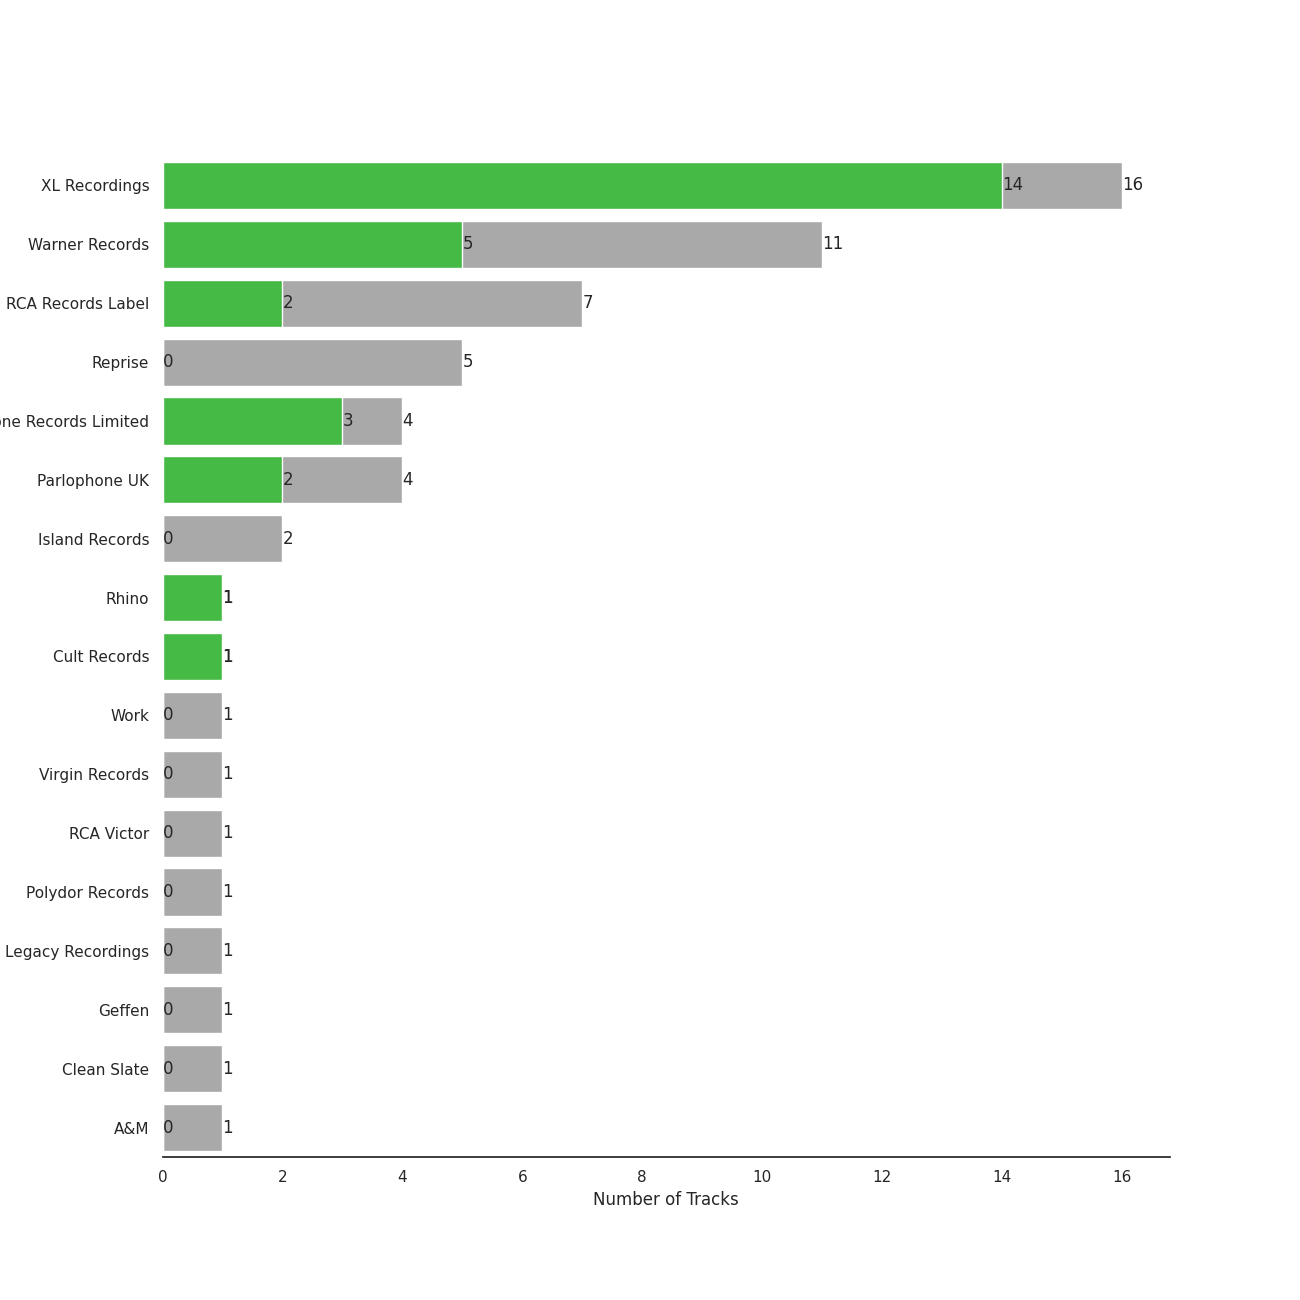 XL Recordings 14 16
Warner Records 5 11
RCA Records Label 2 7
Reprise 0 5
Records Limited 3 4
Parlophone UK 2 4
Island Records 0 2
Rhino 1
Cult Records 1
Work 0 1
Virgin Records 0 1
RCA Victor 0 1
Polydor Records 0 1
Legacy Recordings 0 1
Geffen 0 1
Clean Slate 0 1
A&M 0 1
0 2 4 6 8 10 12 14 16
Number of Tracks